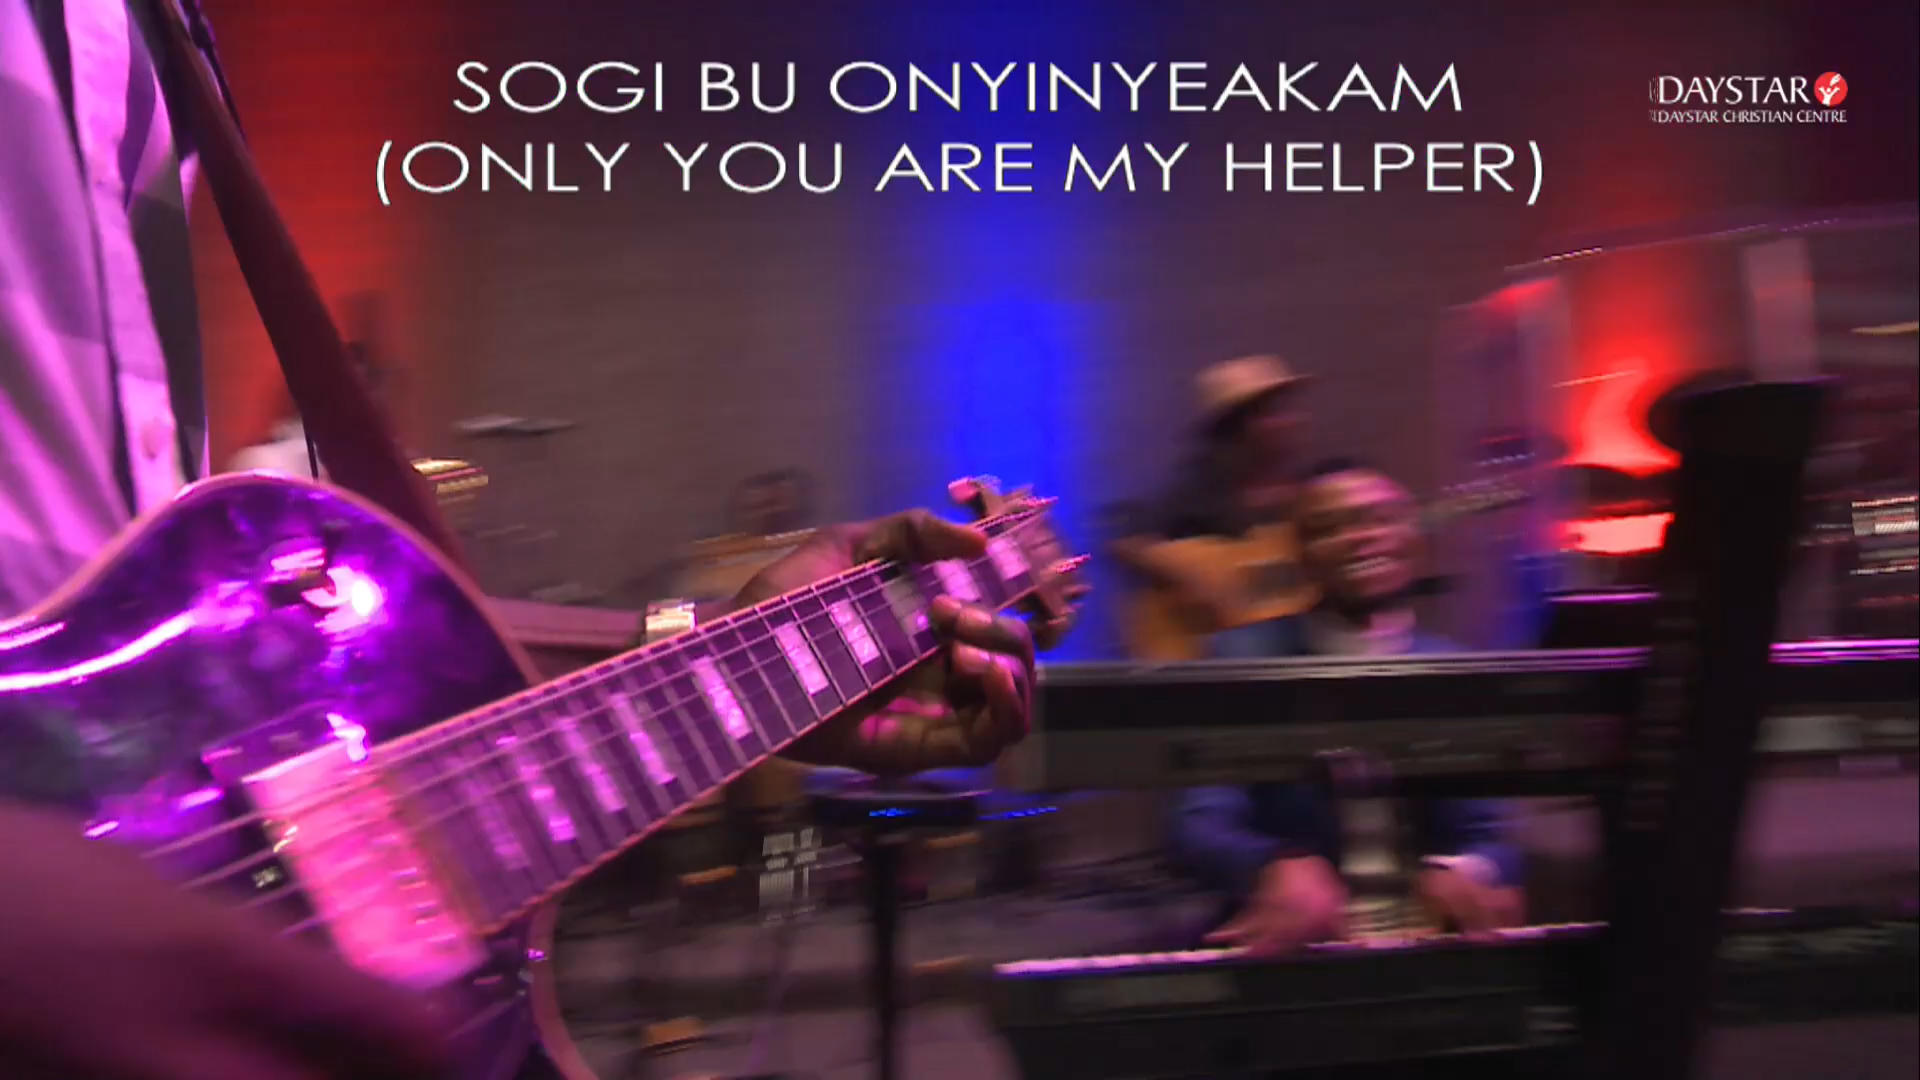 SOGI BU ONYINYEAKAM
(ONLY YOU ARE MY HELPER)
DAYSTAR
DAYSTAR CHRISTIAN CENTRE